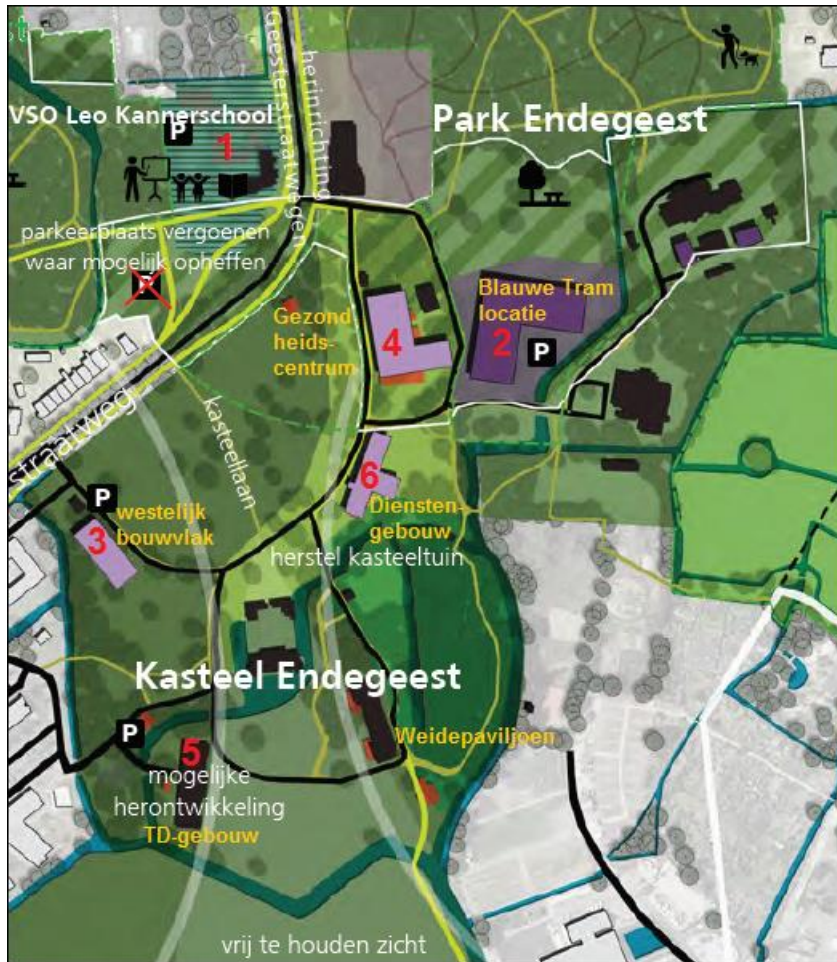 st
VSO Leo Kannerschool
P
1
Geesterstraatwegen
herinrichting
Park Endegeest
parkeerplaats vergoenen
waar mogelijk opheffen
P
Gezond
heids-
centrum
4
Blauwe Tram
locatie
2
P
straatweg
kasteellaan
P
westelijk
bouwvlak
3
6
Diensten-
gebouw
herstel kasteeltuin
Kasteel Endegeest
P
5
Weidepaviljoen
mogelijke
herontwikkeling
TD-gebouw
vrij te houden zicht